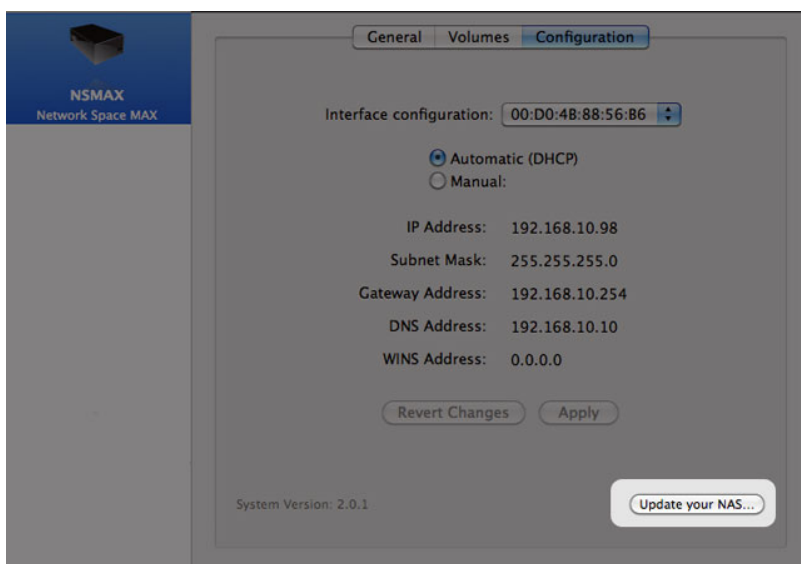 NSMAX
Network Space MAX
General Volumes Configuration
Interface configuration: 00:D0:4B:88:56:B6
Automatic (DHCP)
Manual:
IP Address: 192.168.10.98
Subnet Mask: 255.255.255.0
Gateway Address: 192.168.10.254
DNS Address: 192.168.10.10
WINS Address: 0.0.0.0
Revert Changes Apply
System Version: 2.0.1 Update your NAS...